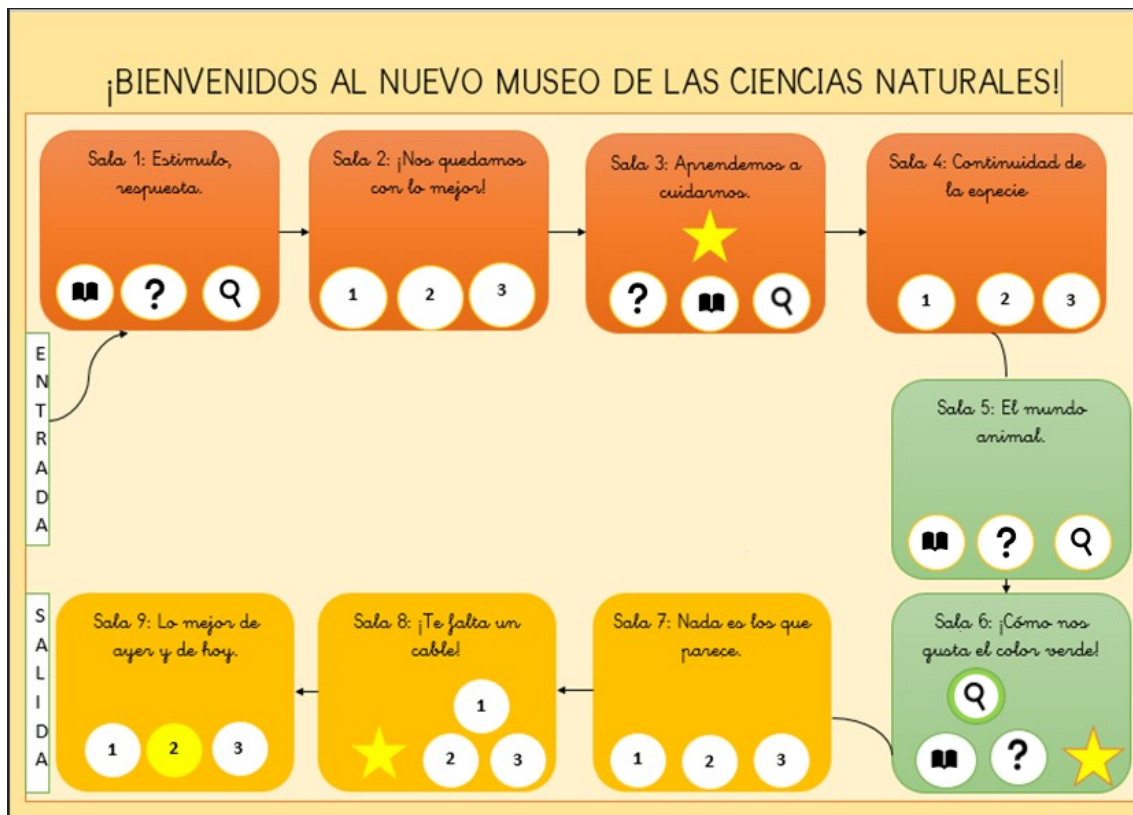 ¡BIENVENIDOS AL NUEVO MUSEO DE LAS CIENCIAS NATURALES!
Sala 1: Estimulo,
respuesta.
?
Sala 2: ¡Nos quedamos
con lo mejor!
1 2 3
Sala 3: Aprendemos a
cuidarnos.
?
Sala 4: Continuidad de
la especie
1 2 3
ENTRADA
Sala 5: El mundo
animal.
?
Sala 6: ¡Cómo nos
gusta el color verde!
?
Sala 7: Nada es los que
parece.
1 2 3
Sala 8: ¡Te falta un
cable!
1
2 3
Sala 9: Lo mejor de
ayer y de hoy.
1 2 3
SALIDA